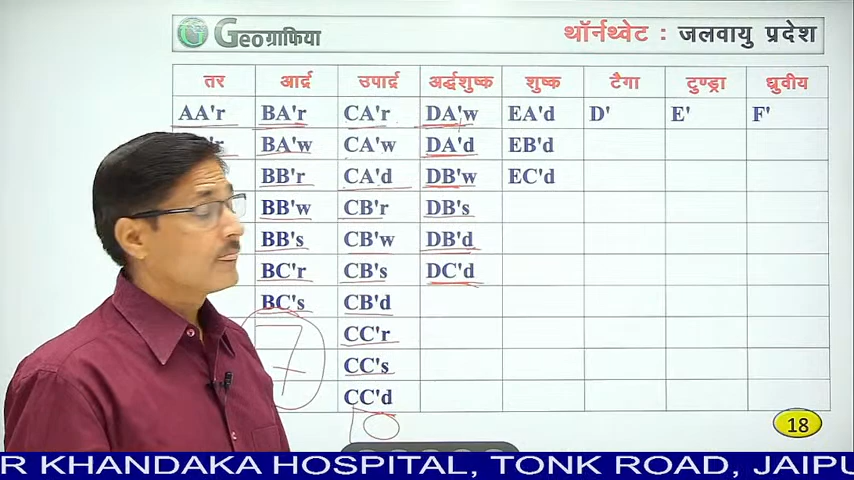 Geoग्राफिया
थॉर्नथ्वेट : जलवायु प्रदेश
तर आर्द्र उपार्द्र अर्द्धशुष्क शुष्क टैगा टुण्ड्रा ध्रुवीय
AA'r BA'r CA'r DA'w EA'd D' E' F'
BA'w CA'w DA'd EB'd
BB'r CA'd DB'w EC'd
BB'w CB'r DB's
BB's CB'w DB'd
BC'r CB's DC'd
BC's CB'd
7 CC'r
CC's
CC'd
10
18
R KHANDAKA HOSPITAL, TONK ROAD, JAIPU